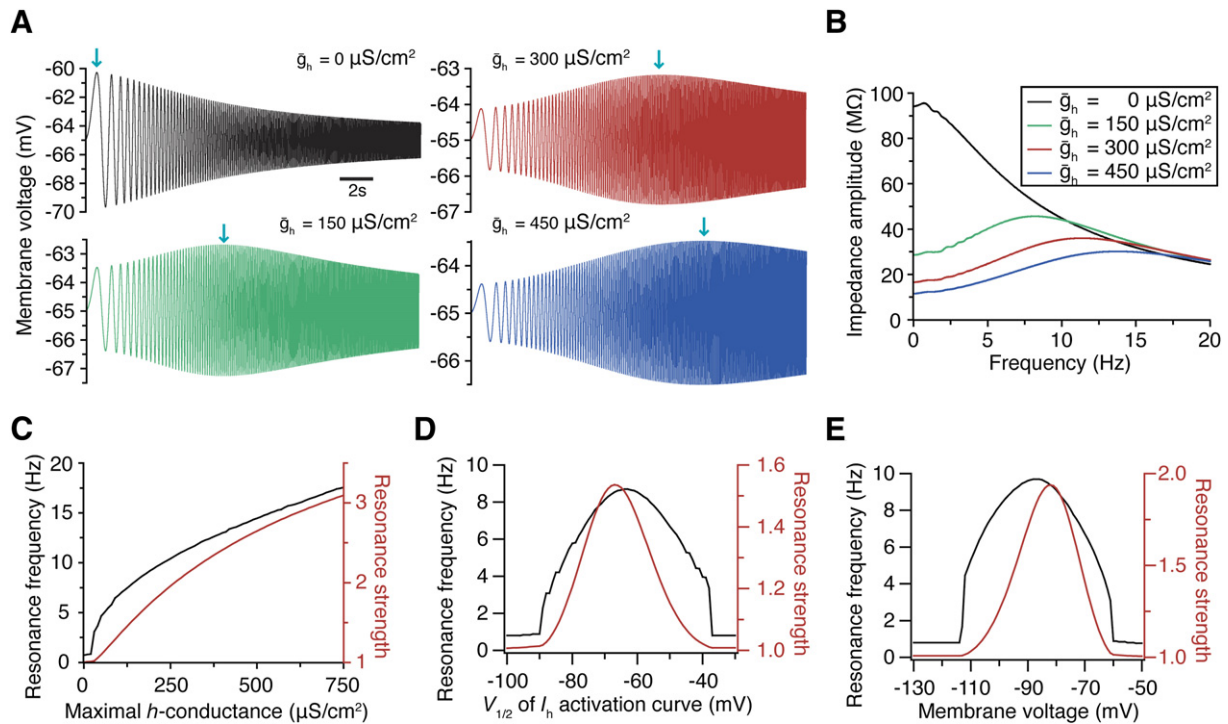 A
ḡh = 0 μS/cm²
Membrane voltage (mV)
-60
-62
-64
-66
-68
-70
2s
ḡh = 300 μS/cm²
-63
-64
-65
-66
-67
ḡh = 150 μS/cm²
-63
-64
-65
-66
-67
ḡh = 450 μS/cm²
-64
-65
-66
B
Impedance amplitude (MΩ)
100
80
60
40
20
0
ḡh = 0 μS/cm²
ḡh = 150 μS/cm²
ḡh = 300 μS/cm²
ḡh = 450 μS/cm²
0 5 10 15 20
Frequency (Hz)
C
Resonance frequency (Hz)
20
15
10
5
0
3
2
1
Resonance strength
0 250 500 750
Maximal h-conductance (μS/cm²)
D
Resonance frequency (Hz)
10
8
6
4
2
0
1.6
1.4
1.2
1.0
Resonance strength
-100 -80 -60 -40
V1/2 of Ih activation curve (mV)
E
Resonance frequency (Hz)
10
8
6
4
2
0
2.0
1.5
1.0
Resonance strength
-130 -110 -90 -70 -50
Membrane voltage (mV)